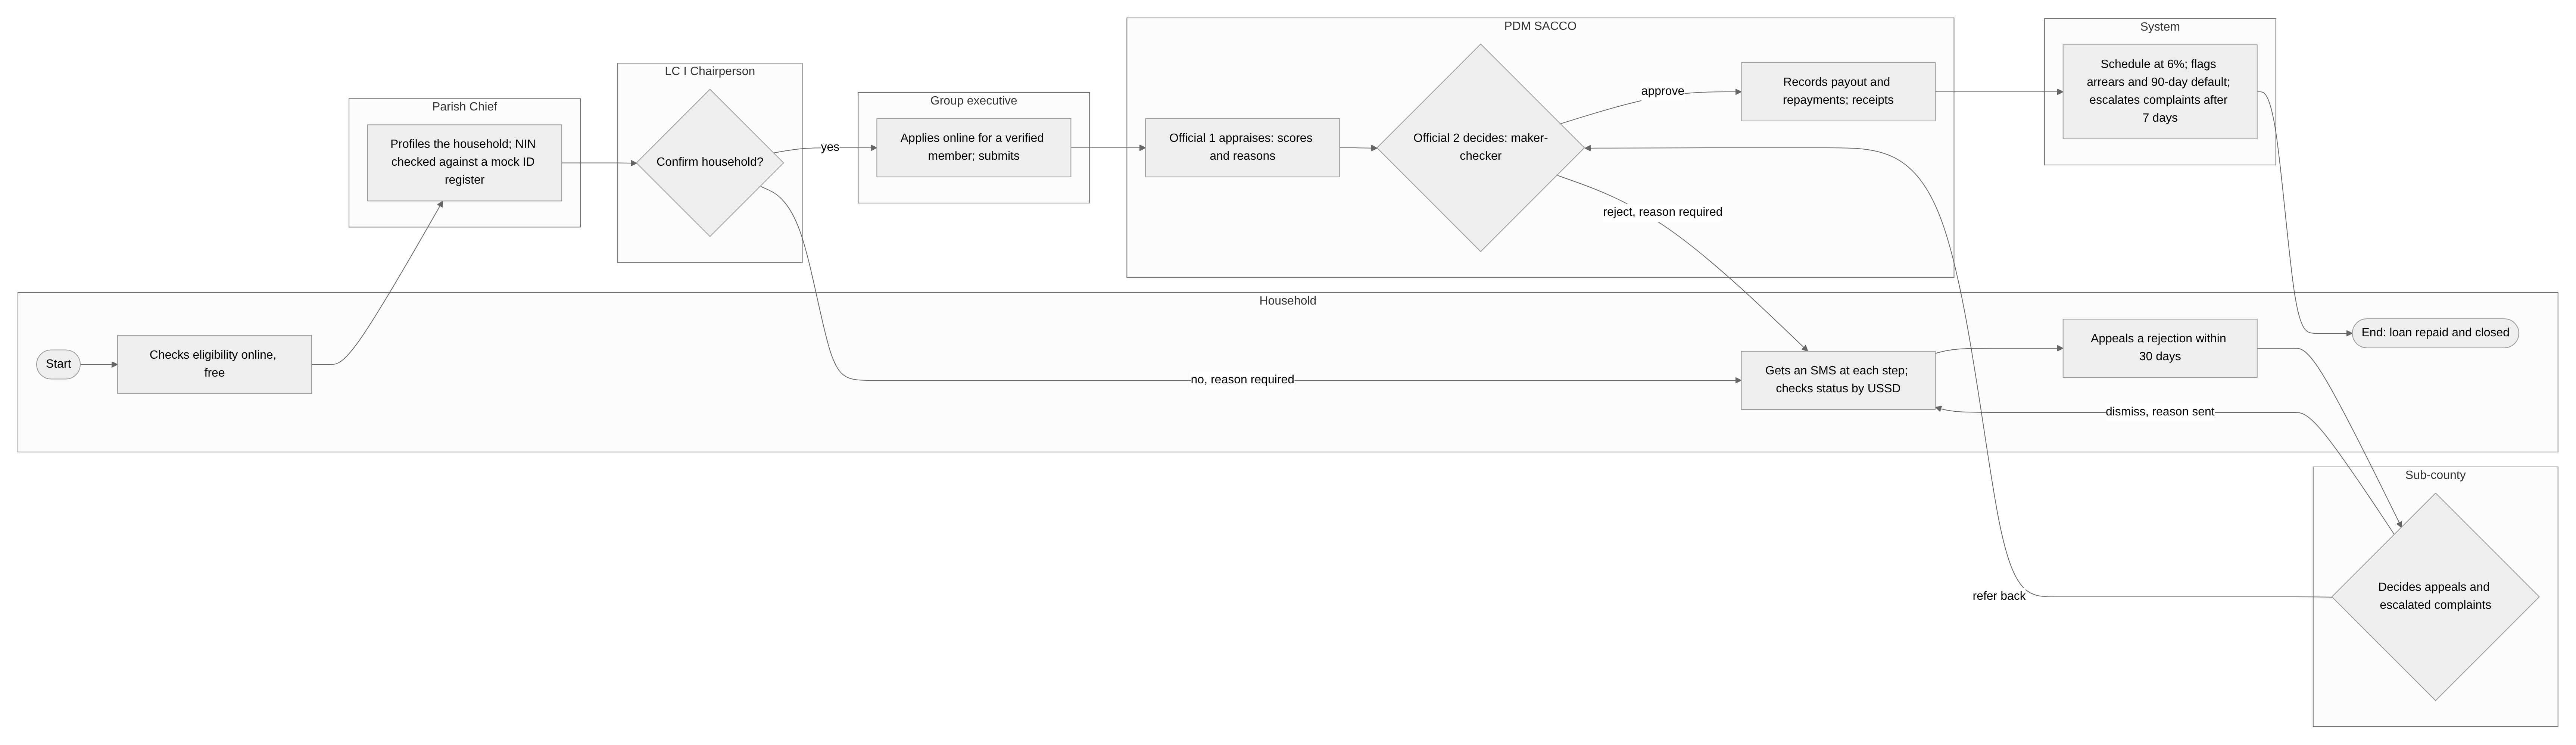 PDM SACCO
System
Schedule at 6%; flags
arrears and 90-day default;
escalates complaints after
7 days
LC I Chairperson
Confirm household?
Parish Chief
Profiles the household; NIN
checked against a mock ID
register
Group executive
Applies online for a verified
member; submits
yes
Official 1 appraises: scores
and reasons
Official 2 decides: maker-
checker
approve
Records payout and
repayments; receipts
reject, reason required
Household
Start
Checks eligibility online,
free
no, reason required
Gets an SMS at each step;
checks status by USSD
Appeals a rejection within
30 days
End: loan repaid and closed
dismiss, reason sent
Sub-county
Decides appeals and
escalated complaints
refer back